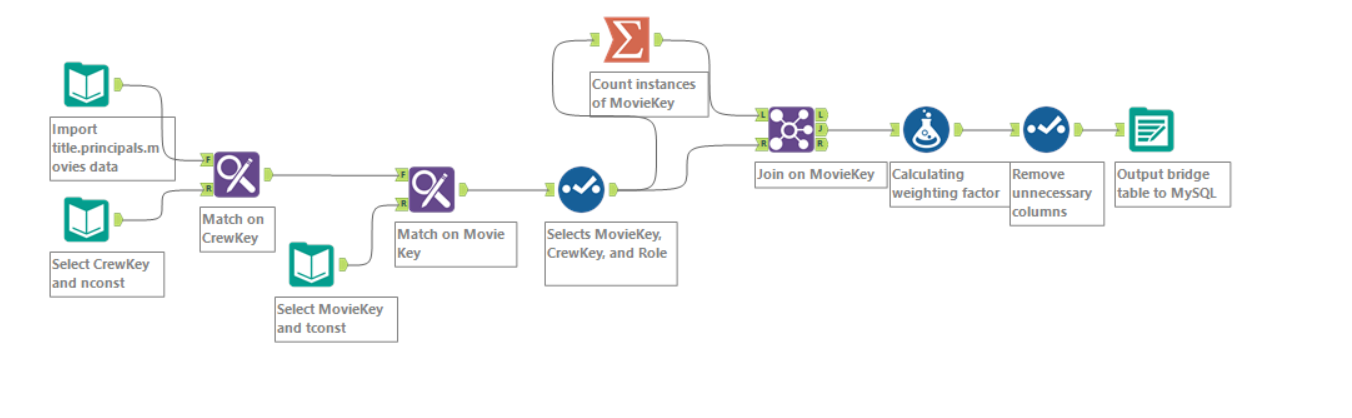 Count instances
of MovieKey
Import
title.principals.m
ovies data
F
R
Match on
CrewKey
Select CrewKey
and nconst
F
R
Match on Movie
Key
Select MovieKey
and tconst
Selects MovieKey,
CrewKey, and Role
L
R
L
J
R
Join on MovieKey
Calculating
weighting factor
Remove
unnecessary
columns
Output bridge
table to MySQL